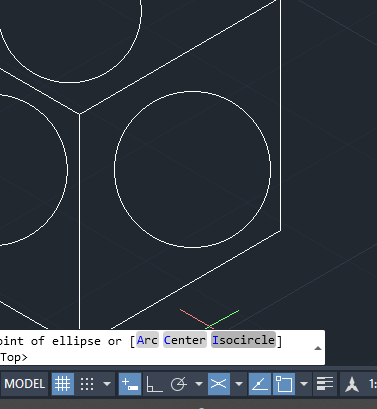 oint of ellipse or [Arc Center Isocircle]
Top>
MODEL
1: